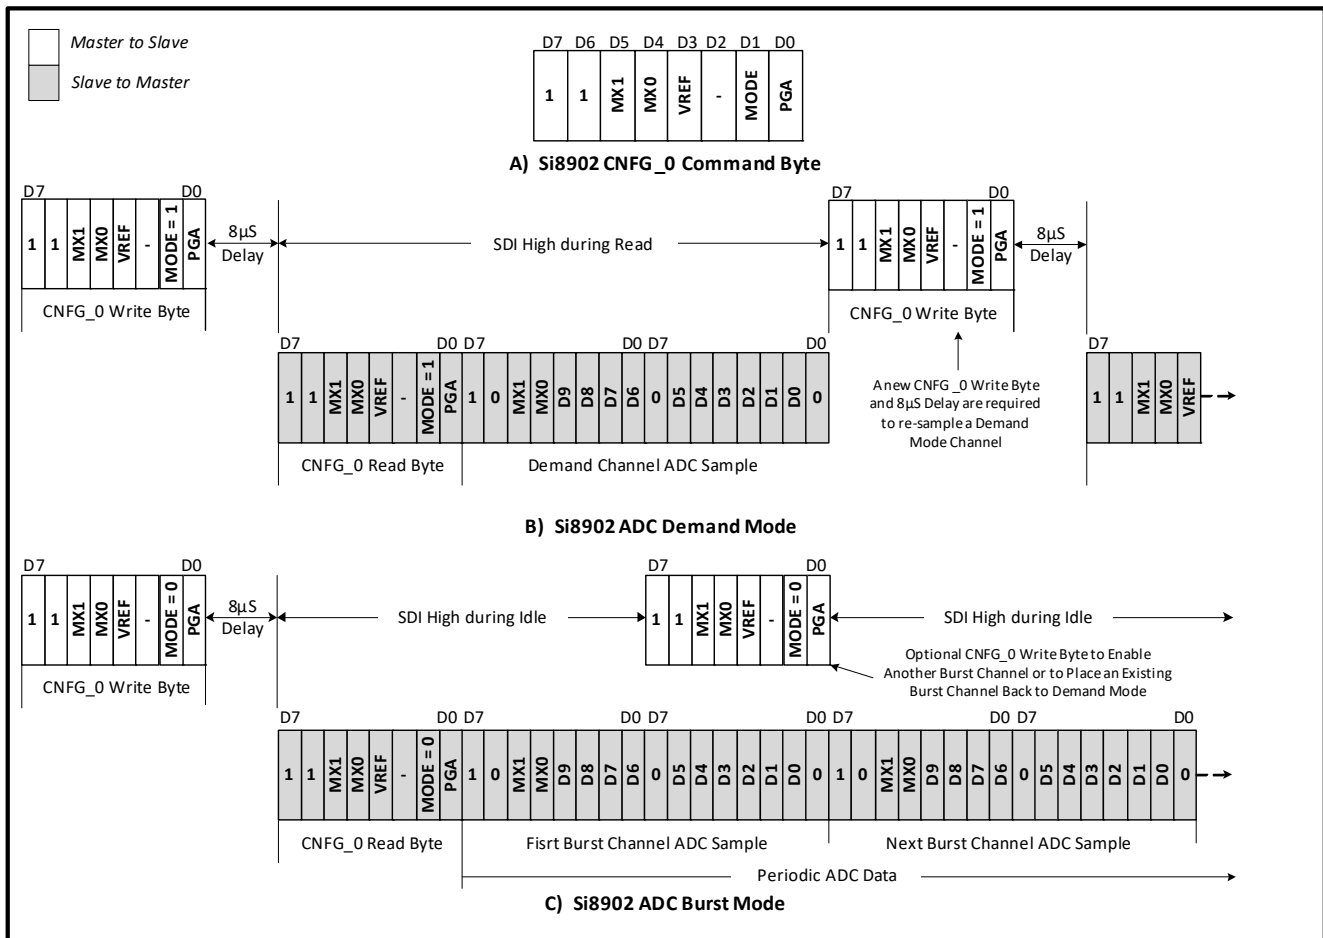 Master to Slave
Slave to Master
D7 D6 D5 D4 D3 D2 D1 D0
1 1 MX1 MX0 VREF - MODE PGA
A) Si8902 CNFG_0 Command Byte
D7 D0
1 1 MX1 MX0 VREF - MODE = 1 PGA
8µS
Delay
SDI High during Read
D7 D0
1 1 MX1 MX0 VREF - MODE = 1 PGA
8µS
Delay
CNFG_0 Write Byte
CNFG_0 Write Byte
D7 D0 D7 D0 D7 D0
1 1 MX1 MX0 VREF - MODE = 1 PGA 1 0 MX1 MX0 D9 D8 D7 D6 0 D5 D4 D3 D2 D1 D0 0
CNFG_0 Read Byte
Demand Channel ADC Sample
A new CNFG_0 Write Byte
and 8µS Delay are required
to re-sample a Demand
Mode Channel
D7
1 1 MX1 MX0 VREF
B) Si8902 ADC Demand Mode
D7 D0
1 1 MX1 MX0 VREF - MODE = 0 PGA
8µS
Delay
SDI High during Idle
D7 D0
1 1 MX1 MX0 VREF - MODE = 0 PGA
SDI High during Idle
CNFG_0 Write Byte
Optional CNFG_0 Write Byte to Enable
Another Burst Channel or to Place an Existing
Burst Channel Back to Demand Mode
D7 D0 D7 D0 D7 D0 D7 D0 D7 D0
1 1 MX1 MX0 VREF - MODE = 0 PGA 1 0 MX1 MX0 D9 D8 D7 D6 0 D5 D4 D3 D2 D1 D0 0 1 0 MX1 MX0 D9 D8 D7 D6 0 D5 D4 D3 D2 D1 D0 0
CNFG_0 Read Byte
Fisrt Burst Channel ADC Sample
Next Burst Channel ADC Sample
Periodic ADC Data
C) Si8902 ADC Burst Mode